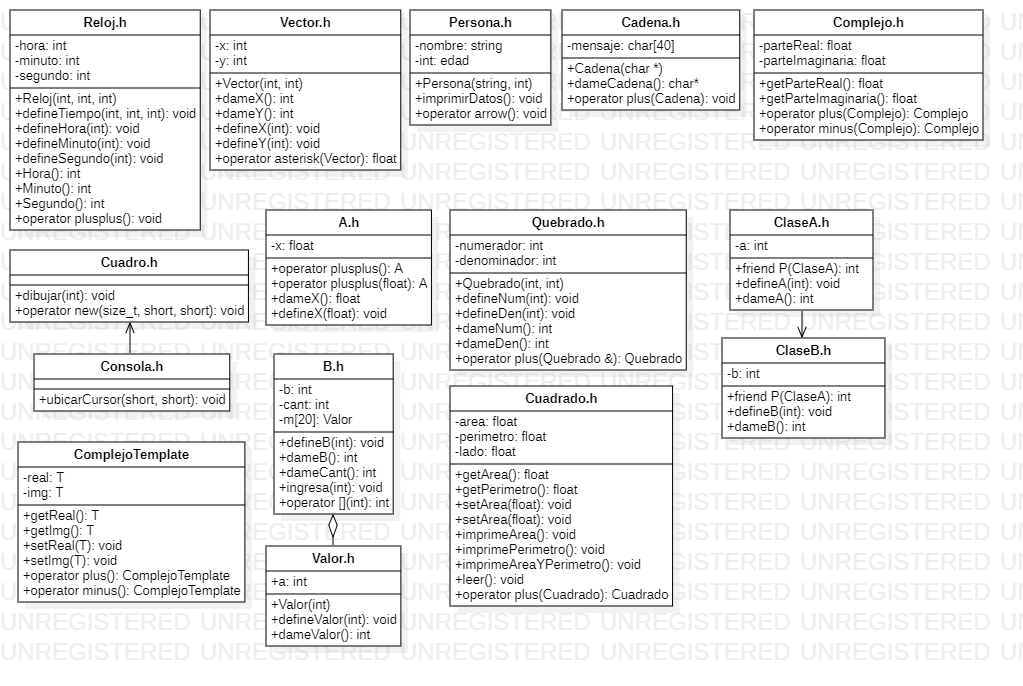 Reloj.h
-hora: int
-minuto: int
-segundo: int
+Reloj(int, int, int)
+defineTiempo(int, int, int): void
+defineHora(int): void
+defineMinuto(int): void
+defineSegundo(int): void
+Hora(): int
+Minuto(): int
+Segundo(): int
+operator plusplus(): void
Vector.h
-x: int
-y: int
+Vector(int, int)
+dameX(): int
+dameY(): int
+defineX(int): void
+defineY(int): void
+operator asterisk(Vector): float
Persona.h
-nombre: string
-int: edad
+Persona(string, int)
+imprimirDatos(): void
+operator arrow(): void
Cadena.h
-mensaje: char[40]
+Cadena(char *)
+dameCadena(): char*
+operator plus(Cadena): void
Complejo.h
-parteReal: float
-parteImaginaria: float
+getParteReal(): float
+getParteImaginaria(): float
+operator plus(Complejo): Complejo
+operator minus(Complejo): Complejo
Cuadro.h
+dibujar(int): void
+operator new(size_t, short, short): void
A.h
-x: float
+operator plusplus(): A
+operator plusplus(float): A
+dameX(): float
+defineX(float): void
Quebrado.h
-numerador: int
-denominador: int
+Quebrado(int, int)
+defineNum(int): void
+defineDen(int): void
+dameNum(): int
+dameDen(): int
+operator plus(Quebrado &): Quebrado
ClaseA.h
-a: int
+friend P(ClaseA): int
+defineA(int): void
+dameA(): int
Consola.h
+ubicarCursor(short, short): void
B.h
-b: int
-cant: int
-m[20]: Valor
+defineB(int): void
+dameB(): int
+dameCant(): int
+ingresa(int): void
+operator [](int): int
Cuadrado.h
-area: float
-perimetro: float
-lado: float
+getArea(): float
+getPerimetro(): float
+setArea(float): void
+setArea(float): void
+imprimeArea(): void
+imprimePerimetro(): void
+imprimeAreaYPerimetro(): void
+leer(): void
+operator plus(Cuadrado): Cuadrado
ClaseB.h
-b: int
+friend P(ClaseA): int
+defineB(int): void
+dameB(): int
ComplejoTemplate
-real: T
-img: T
+getReal(): T
+getImg(): T
+setReal(T): void
+setImg(T): void
+operator plus(): ComplejoTemplate
+operator minus(): ComplejoTemplate
Valor.h
+a: int
+Valor(int)
+defineValor(int): void
+dameValor(): int
UNREGISTERED UNREGISTERED UNREGISTERED UNREGISTERED UNREGISTERED UN